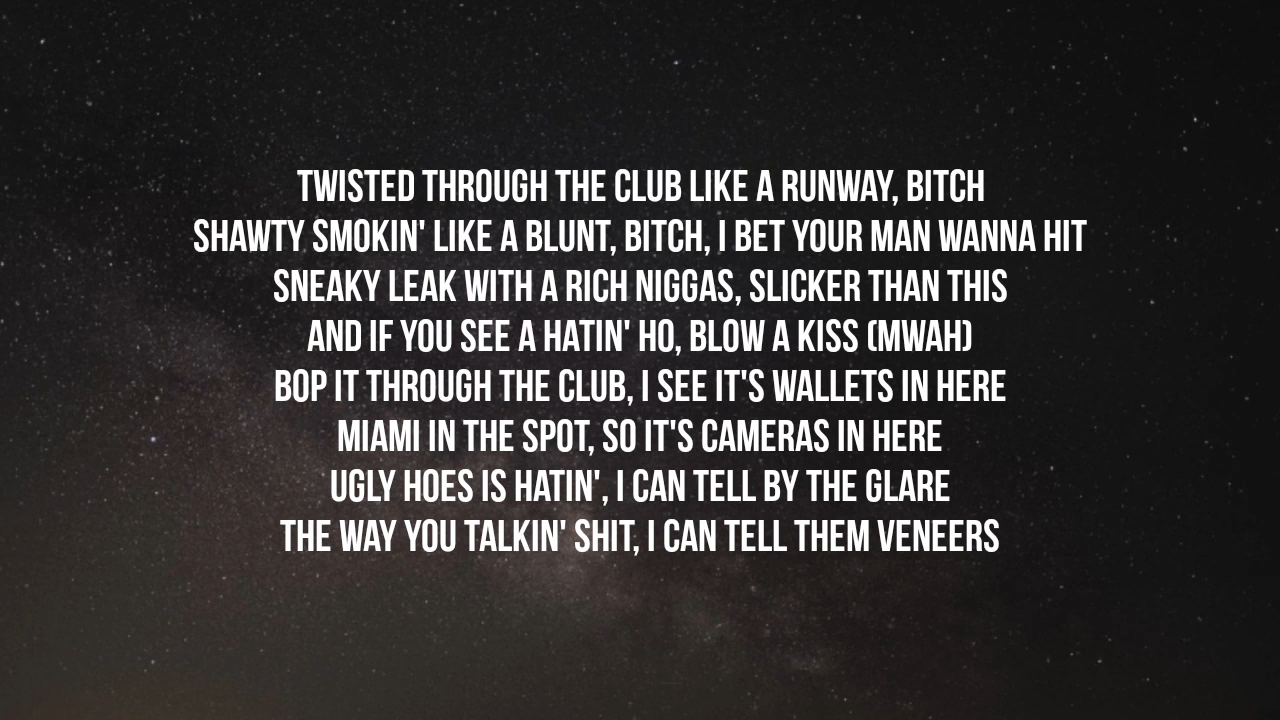 TWISTED THROUGH THE CLUB LIKE A RUNWAY, BITCH
SHAWTY SMOKIN' LIKE A BLUNT, BITCH, I BET YOUR MAN WANNA HIT
SNEAKY LEAK WITH A RICH NIGGAS, SLICKER THAN THIS
AND IF YOU SEE A HATIN' HO, BLOW A KISS (MWAH)
BOP IT THROUGH THE CLUB, I SEE IT'S WALLETS IN HERE
MIAMI IN THE SPOT, SO IT'S CAMERAS IN HERE
UGLY HOES IS HATIN', I CAN TELL BY THE GLARE
THE WAY YOU TALKIN' SHIT, I CAN TELL THEM VENEERS